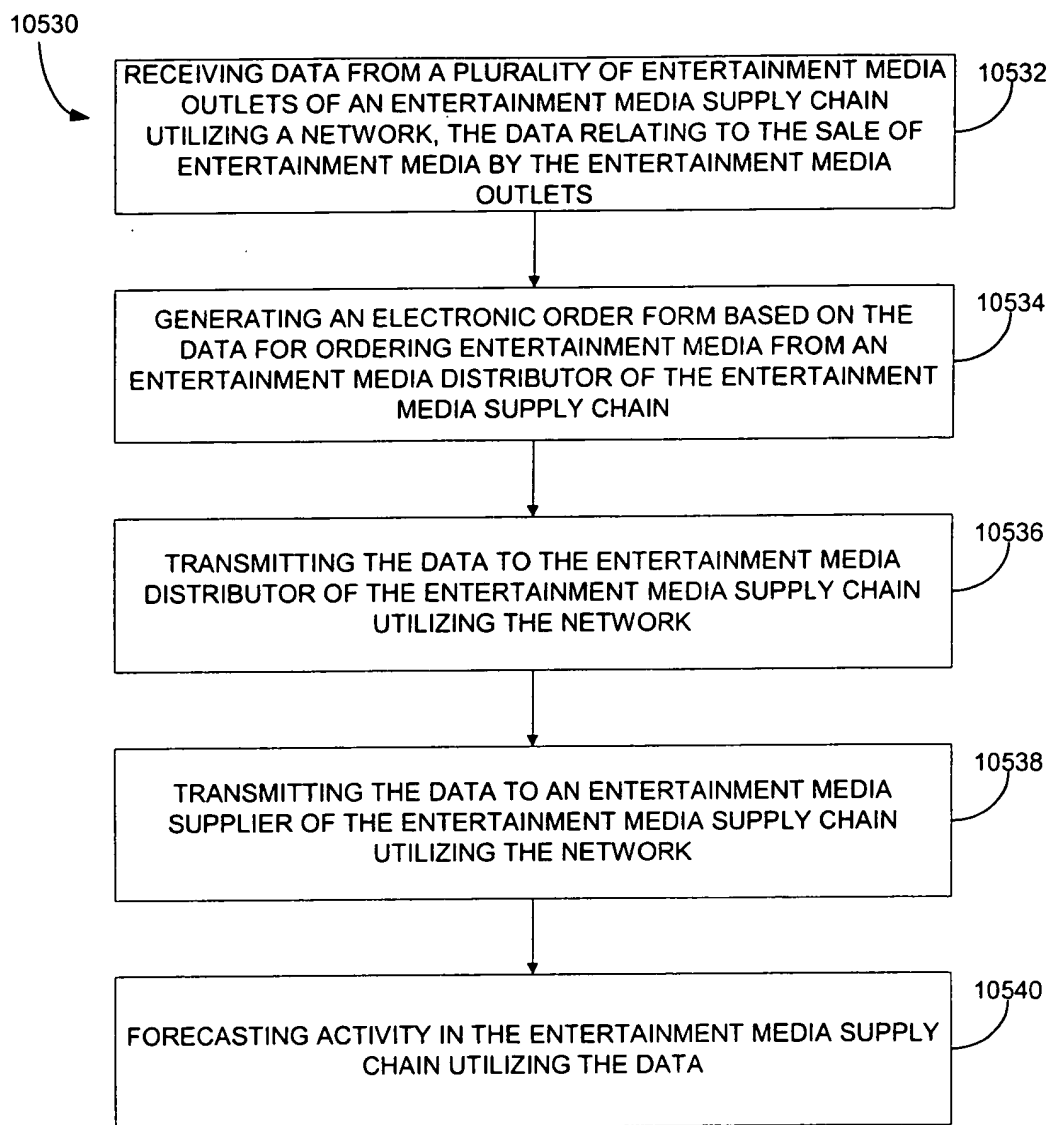 10530
RECEIVING DATA FROM A PLURALITY OF ENTERTAINMENT MEDIA
OUTLETS OF AN ENTERTAINMENT MEDIA SUPPLY CHAIN
UTILIZING A NETWORK, THE DATA RELATING TO THE SALE OF
ENTERTAINMENT MEDIA BY THE ENTERTAINMENT MEDIA
OUTLETS
10532
GENERATING AN ELECTRONIC ORDER FORM BASED ON THE
DATA FOR ORDERING ENTERTAINMENT MEDIA FROM AN
ENTERTAINMENT MEDIA DISTRIBUTOR OF THE ENTERTAINMENT
MEDIA SUPPLY CHAIN
10534
TRANSMITTING THE DATA TO THE ENTERTAINMENT MEDIA
DISTRIBUTOR OF THE ENTERTAINMENT MEDIA SUPPLY CHAIN
UTILIZING THE NETWORK
10536
TRANSMITTING THE DATA TO AN ENTERTAINMENT MEDIA
SUPPLIER OF THE ENTERTAINMENT MEDIA SUPPLY CHAIN
UTILIZING THE NETWORK
10538
FORECASTING ACTIVITY IN THE ENTERTAINMENT MEDIA SUPPLY
CHAIN UTILIZING THE DATA
10540